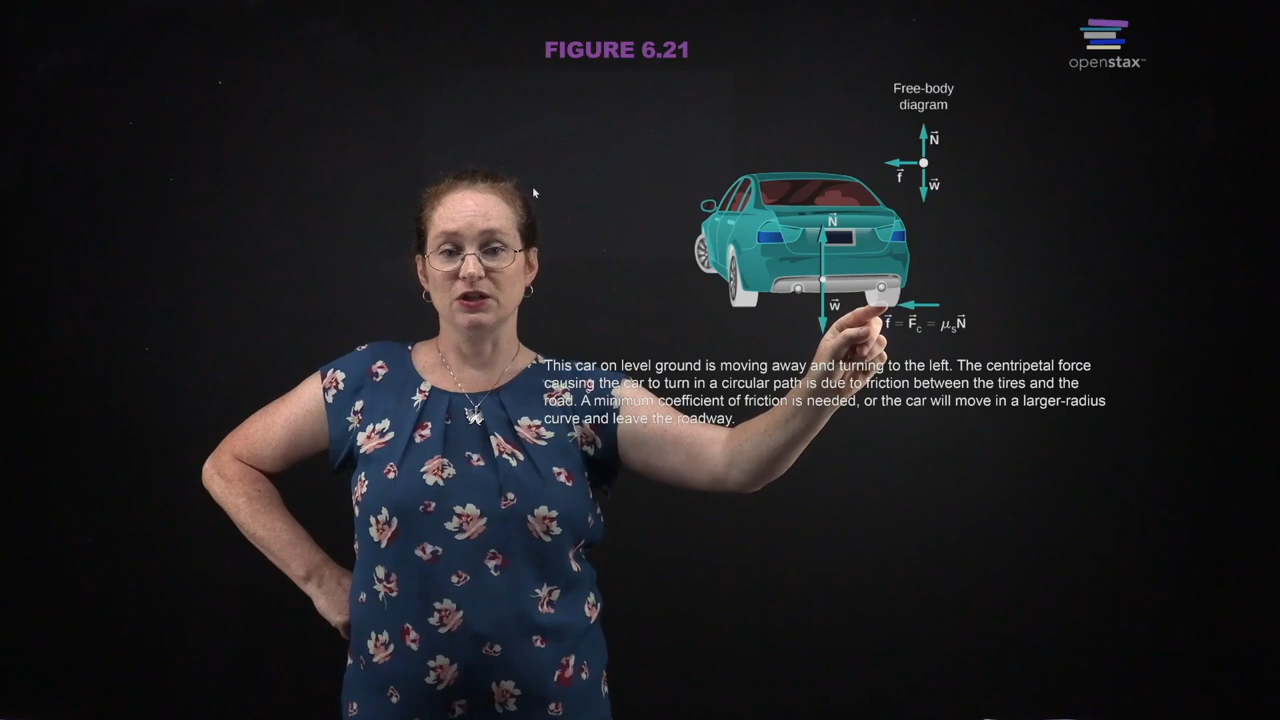 FIGURE 6.21
openstax™
Free-body
diagram
N
f
w
N
w
f = Fc = μsN
This car on level ground is moving away and turning to the left. The centripetal force
causing the car to turn in a circular path is due to friction between the tires and the
road. A minimum coefficient of friction is needed, or the car will move in a larger-radius
curve and leave the roadway.